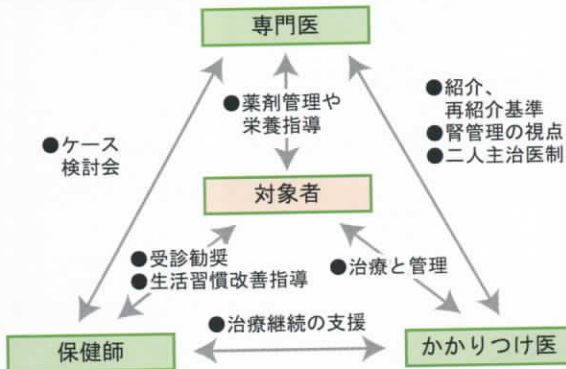 専門医
●薬剤管理や
栄養指導
●紹介、
再紹介基準
●腎管理の視点
●二人主治医制
●ケース
検討会
対象者
●受診勧奨
●生活習慣改善指導
●治療と管理
●治療継続の支援
保健師
かかりつけ医